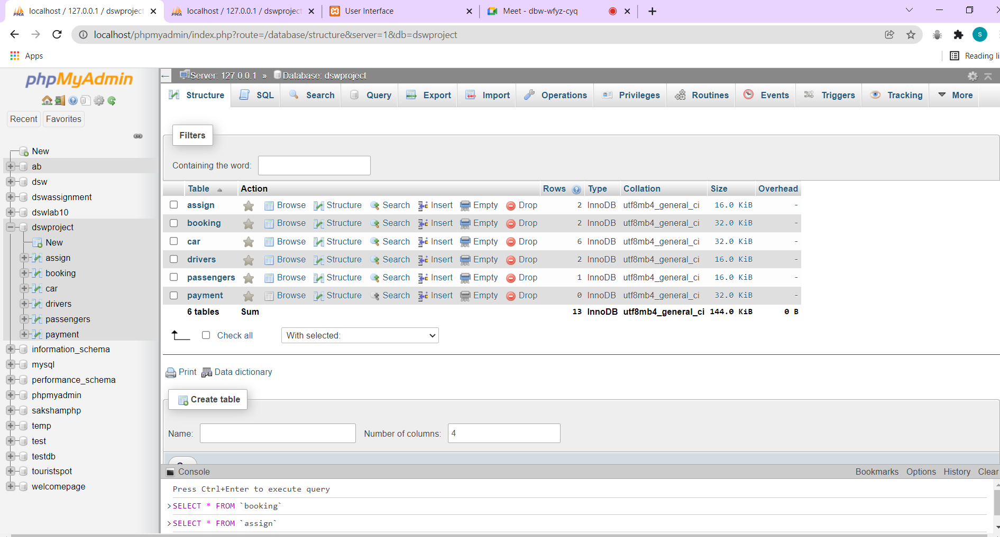 localhost / 127.0.0.1 / dswproject
localhost / 127.0.0.1 / dswproject
User Interface
Meet - dbw-wfyz-cyq
localhost/phpmyadmin/index.php?route=/database/structure&server=1&db=dswproject
S
Apps
Reading li
phpMyAdmin
Recent
Favorites
New
ab
dsw
dswassignment
dswlab10
dswproject
New
assign
booking
car
drivers
passengers
payment
information_schema
mysql
performance_schema
phpmyadmin
sakshamphp
temp
test
testdb
touristspot
welcomepage
Server: 127.0.0.1 » Database: dswproject
Structure SQL Search Query Export Import Operations Privileges Routines Events Triggers Tracking More
Filters
Containing the word:
Table Action Rows Type Collation Size Overhead
assign Browse Structure Search Insert Empty Drop 2 InnoDB utf8mb4_general_ci 16.0 KiB -
booking Browse Structure Search Insert Empty Drop 2 InnoDB utf8mb4_general_ci 32.0 KiB -
car Browse Structure Search Insert Empty Drop 6 InnoDB utf8mb4_general_ci 32.0 KiB -
drivers Browse Structure Search Insert Empty Drop 2 InnoDB utf8mb4_general_ci 16.0 KiB -
passengers Browse Structure Search Insert Empty Drop 1 InnoDB utf8mb4_general_ci 16.0 KiB -
payment Browse Structure Search Insert Empty Drop 0 InnoDB utf8mb4_general_ci 32.0 KiB -
6 tables Sum 13 InnoDB utf8mb4_general_ci 144.0 KiB 0 B
Check all
With selected:
Print Data dictionary
Create table
Name:
Number of columns: 4
Console
Bookmarks Options History Clear
Press Ctrl+Enter to execute query
>SELECT * FROM `booking`
>SELECT * FROM `assign`